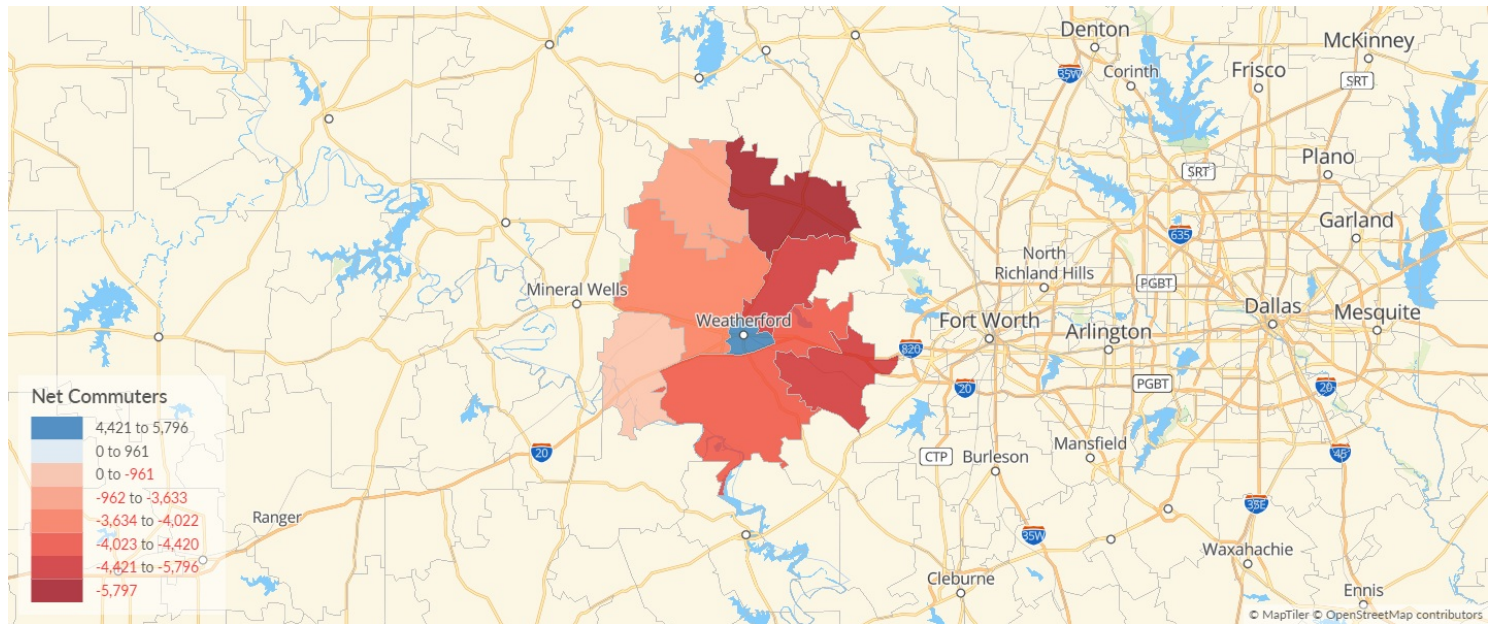 Denton
McKinney
35W
Corinth
Frisco
SRT
Plano
SRT
Garland
635
North
Richland Hills
PGBT
Mineral Wells
Weatherford
Fort Worth
Arlington
Dallas
Mesquite
820
20
PGBT
20
Net Commuters
4,421 to 5,796
0 to 961
0 to -961
-962 to -3,633
-3,634 to -4,022
-4,023 to -4,420
-4,421 to -5,796
-5,797
20
CTP
Burleson
Mansfield
45
Ranger
35W
35E
Waxahachie
Cleburne
Ennis
© MapTiler © OpenStreetMap contributors